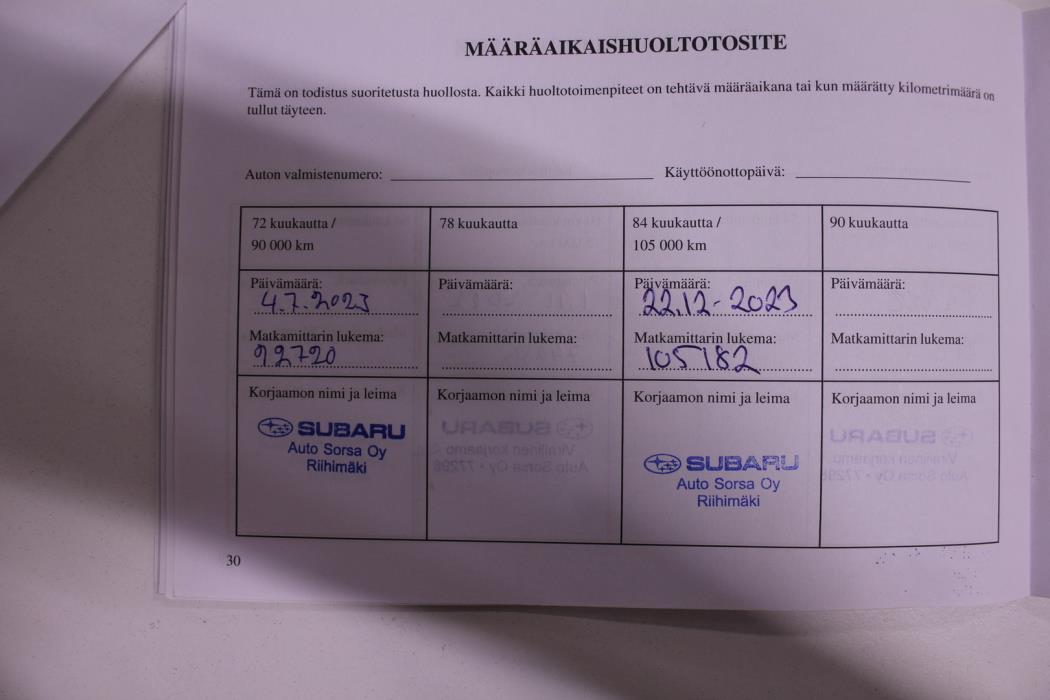 MÄÄRÄAIKAISHUOLTOTOSITE
Tämä on todistus suoritetusta huollosta. Kaikki huoltotoimenpiteet on tehtävä määräaikana tai kun määrätty kilometrimäärä on
tullut täyteen.
Auton valmistenumero: Käyttöönottopäivä:
72 kuukautta /
90 000 km
78 kuukautta
84 kuukautta /
105 000 km
90 kuukautta
Päivämäärä:
4.7.2023
Matkamittarin lukema:
92720
Päivämäärä:
Matkamittarin lukema:
Päivämäärä:
22.12-2023
Matkamittarin lukema:
105182
Päivämäärä:
Matkamittarin lukema:
Korjaamon nimi ja leima
SUBARU
Auto Sorsa Oy
Riihimäki
Korjaamon nimi ja leima
Korjaamon nimi ja leima
SUBARU
Auto Sorsa Oy
Riihimäki
Korjaamon nimi ja leima
30